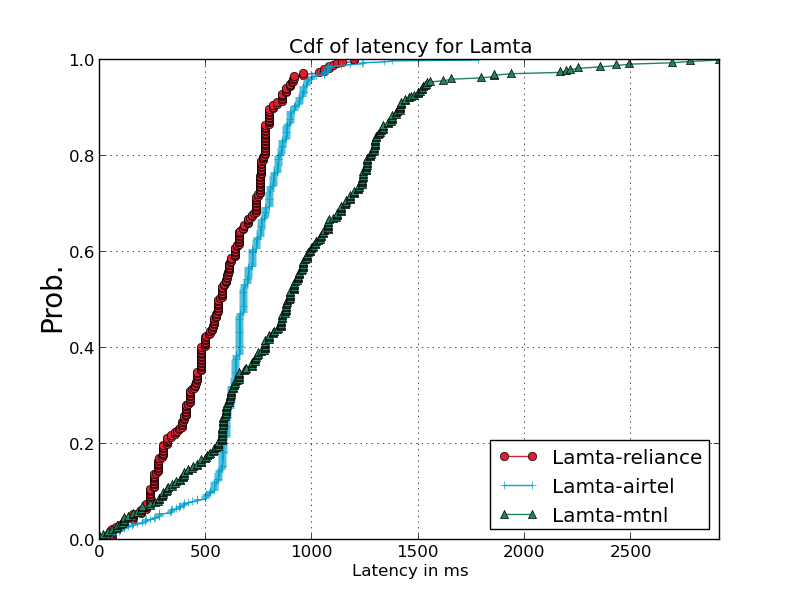 Cdf of latency for Lamta
1.0
0.8
0.6
0.4
0.2
0.0
Prob.
0 500 1000 1500 2000 2500
Latency in ms
Lamta-reliance
Lamta-airtel
Lamta-mtnl